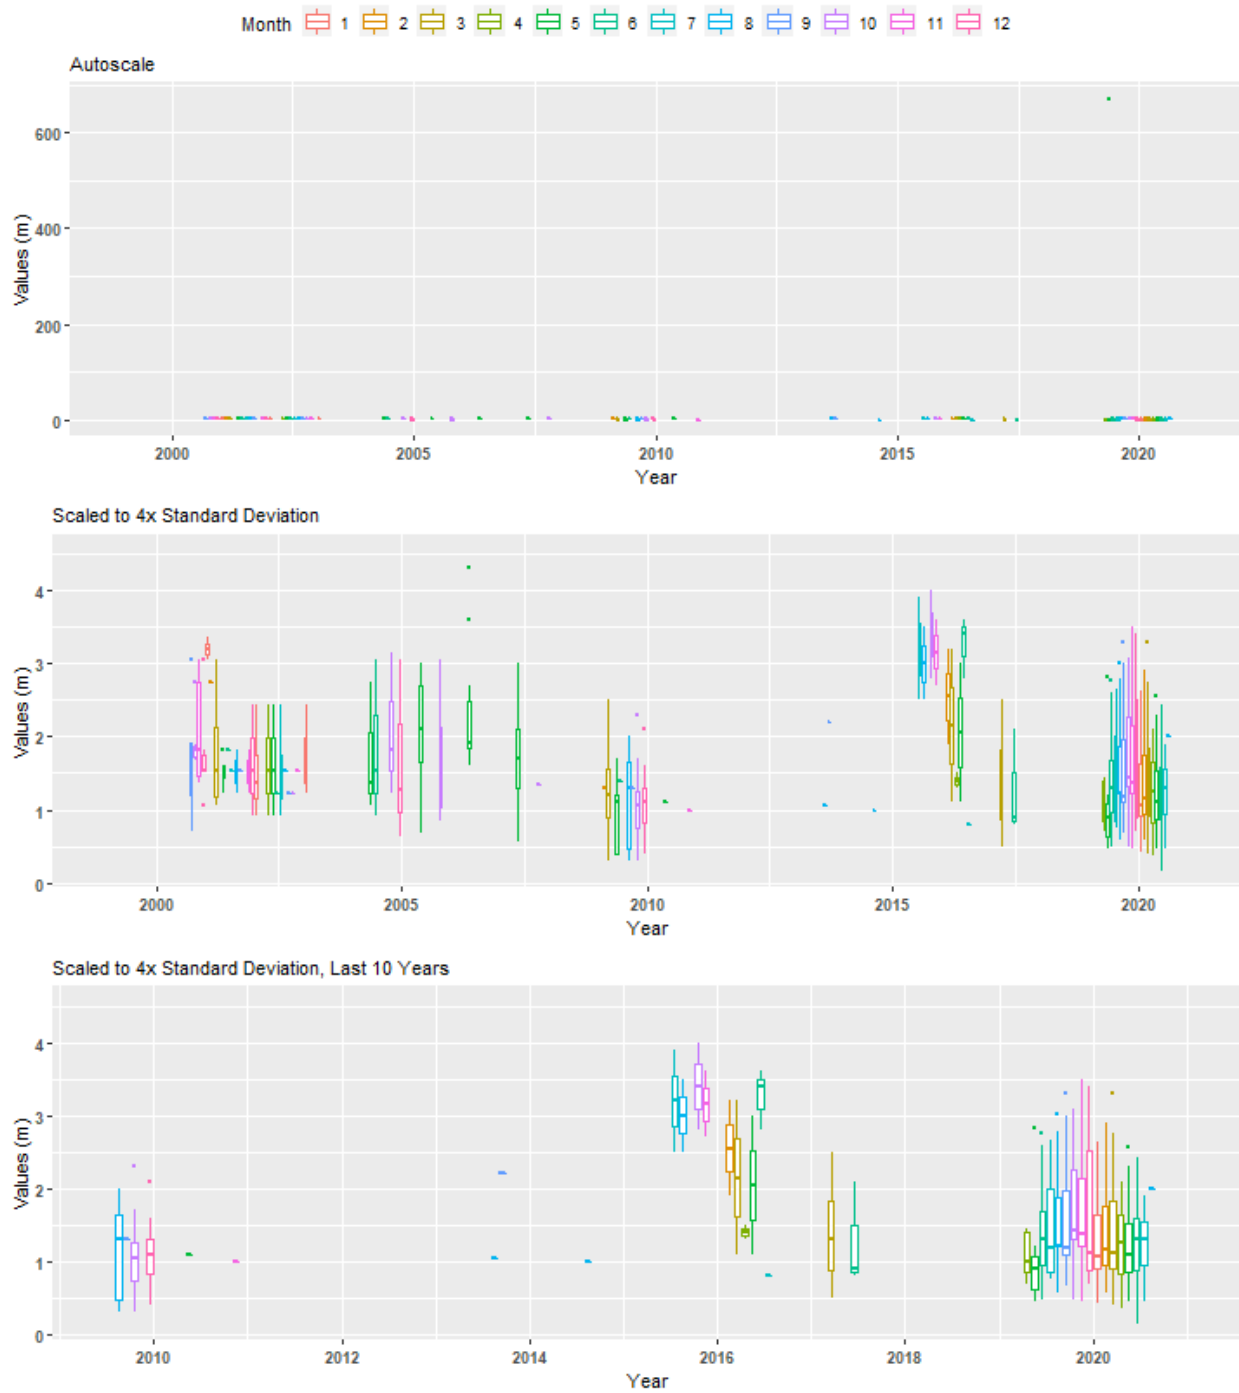 Month 1 2 3 4 5 6 7 8 9 10 11 12
Autoscale
Values (m)
600
400
200
0
2000 2005 2010 2015 2020
Year
Scaled to 4x Standard Deviation
Values (m)
4
3
2
1
0
2000 2005 2010 2015 2020
Year
Scaled to 4x Standard Deviation, Last 10 Years
Values (m)
4
3
2
1
0
2010 2012 2014 2016 2018 2020
Year